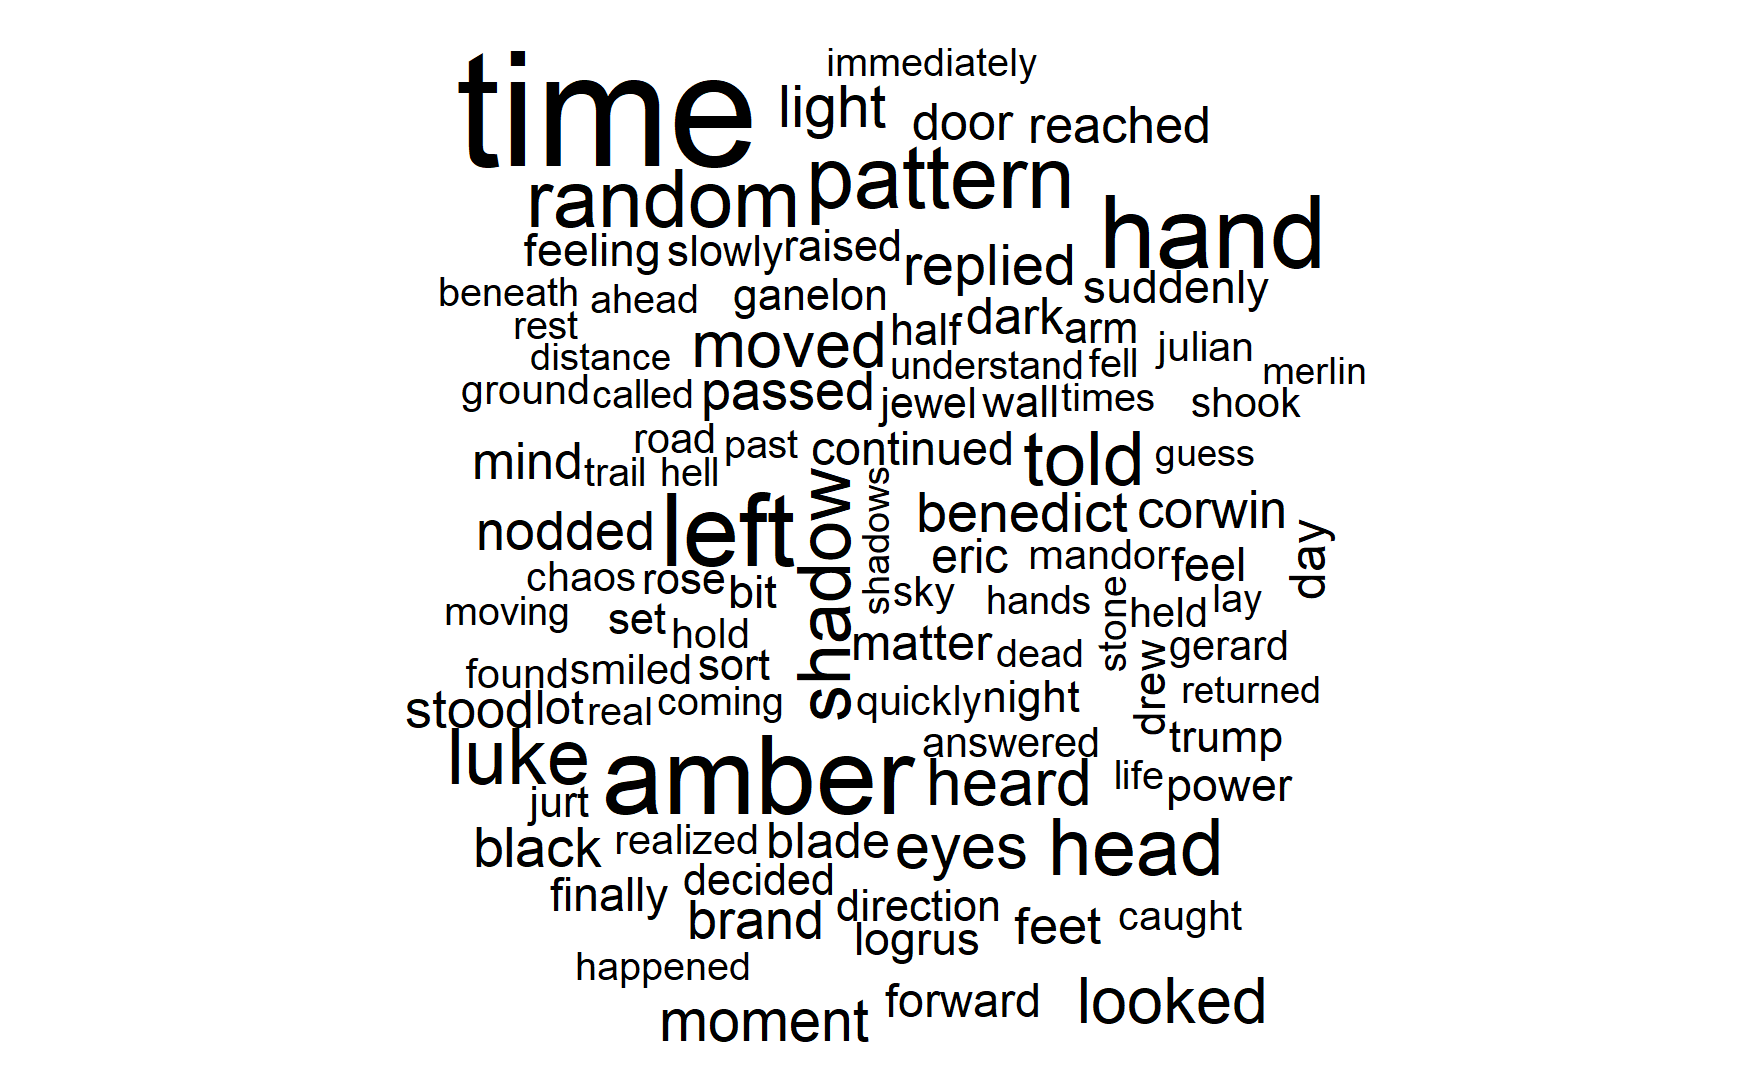 immediately
time light door reached
random pattern hand
feeling slowly raised replied suddenly
beneath ahead ganelon dark
rest moved half arm julian
distance understand fell merlin
ground called passed jewel wall times shook
road past continued told guess
mind trail hell
shadow shadows
nodded left benedict corwin day
chaos rose bit eric mandor feel
moving set sky hands stone held lay
hold matter dead drew gerard
found smiled sort
stood lot real coming quickly night returned
luke amber answered trump
jurt heard life power
black realized blade eyes head
finally decided
brand direction feet caught
logrus
happened
moment forward looked